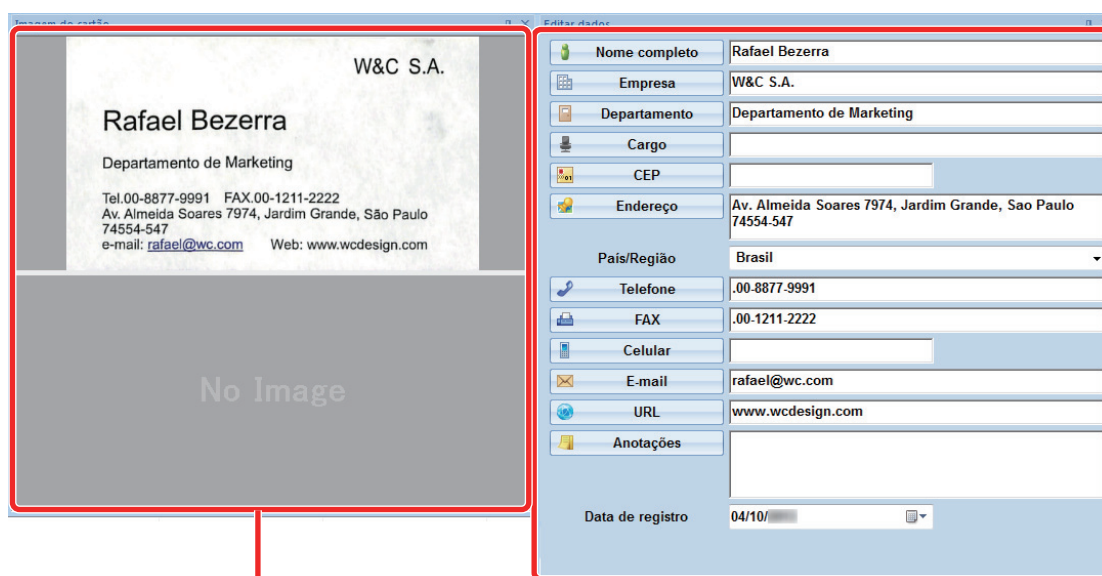 Imagem do cartão
W&C S.A.
Rafael Bezerra
Departamento de Marketing
Tel.00-8877-9991 FAX.00-1211-2222
Av. Almeida Soares 7974, Jardim Grande, São Paulo
74554-547
e-mail: rafael@wc.com Web: www.wcdesign.com
No Image
Editar dados
Nome completo Rafael Bezerra
Empresa W&C S.A.
Departamento Departamento de Marketing
Cargo
CEP
Endereço Av. Almeida Soares 7974, Jardim Grande, Sao Paulo
74554-547
País/Região Brasil
Telefone .00-8877-9991
FAX .00-1211-2222
Celular
E-mail rafael@wc.com
URL www.wcdesign.com
Anotações
Data de registro 04/10/